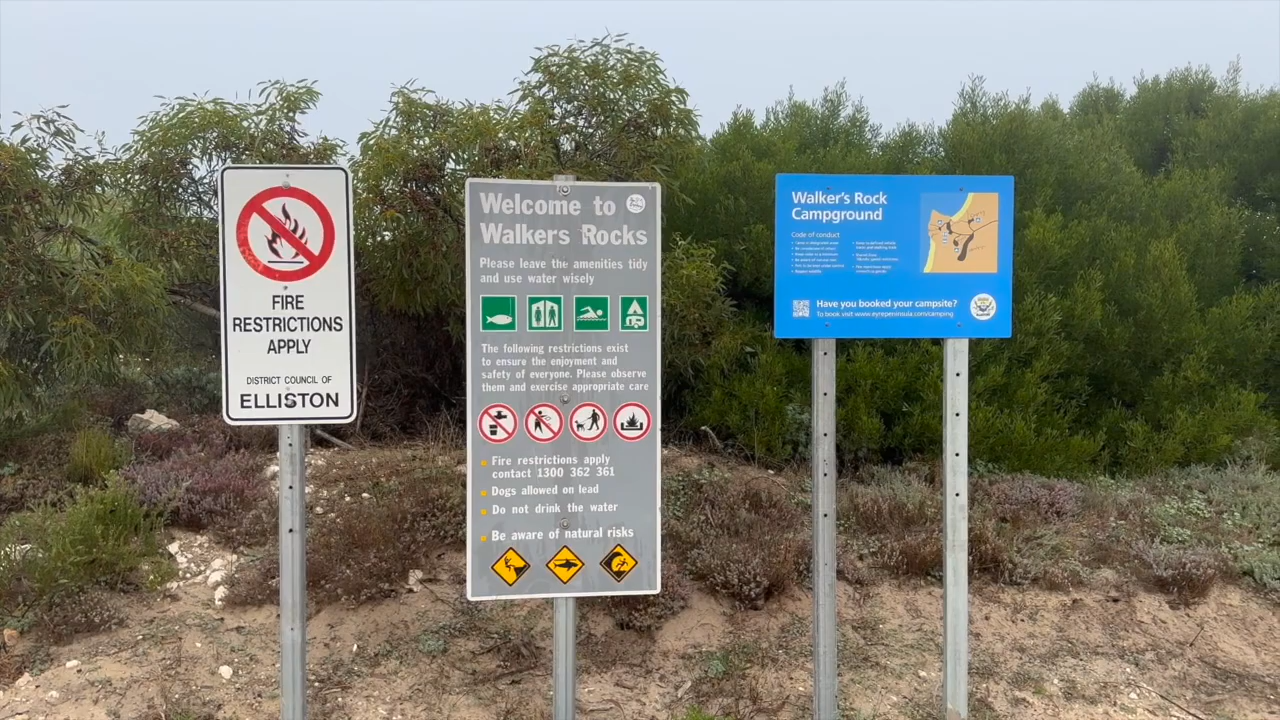 FIRE
RESTRICTIONS
APPLY
DISTRICT COUNCIL OF
ELLISTON
Welcome to
Walkers Rocks
Please leave the amenities tidy
and use water wisely
The following restrictions exist
to ensure the enjoyment and
safety of everyone. Please observe
them and exercise appropriate care
Fire restrictions apply
contact 1300 362 361
Dogs allowed on lead
Do not drink the water
Be aware of natural risks
Walker's Rock
Campground
Code of conduct
Have you booked your campsite?
To book visit www.eyrepeninsula.com/camping